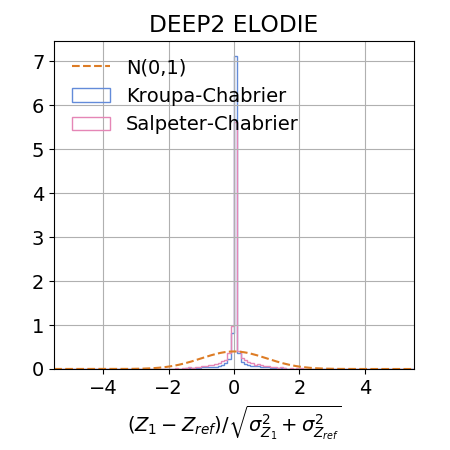 DEEP2 ELODIE
7
6
5
4
3
2
1
0
N(0,1)
Kroupa-Chabrier
Salpeter-Chabrier
−4 −2 0 2 4
(Z₁ − Z_ref)/√(σ²_Z₁ + σ²_Z_ref)